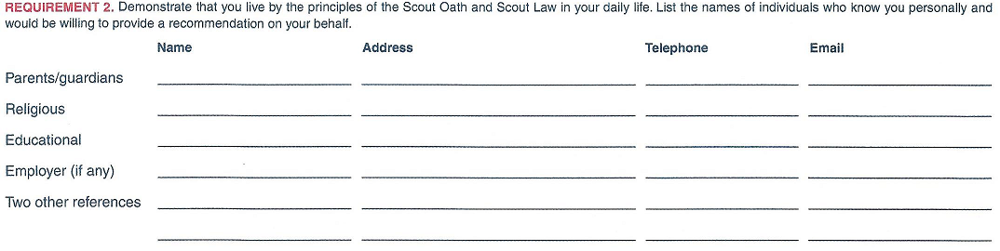 REQUIREMENT 2. Demonstrate that you live by the principles of the Scout Oath and Scout Law in your daily life. List the names of individuals who know you personally and
would be willing to provide a recommendation on your behalf.
Name Address Telephone Email
Parents/guardians
Religious
Educational
Employer (if any)
Two other references